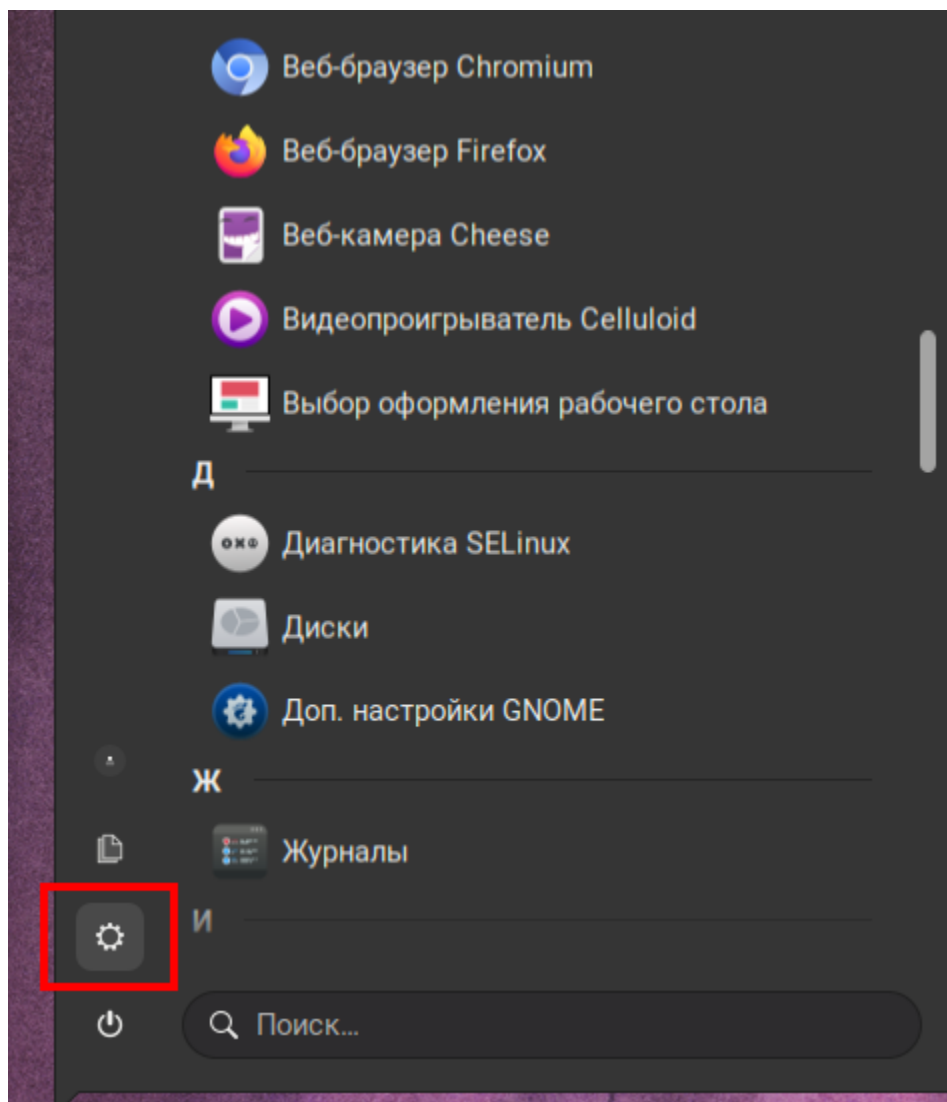 Веб-браузер Chromium
Веб-браузер Firefox
Веб-камера Cheese
Видеопроигрыватель Celluloid
Выбор оформления рабочего стола
Д
Диагностика SELinux
Диски
Доп. настройки GNOME
Ж
Журналы
И
Поиск...